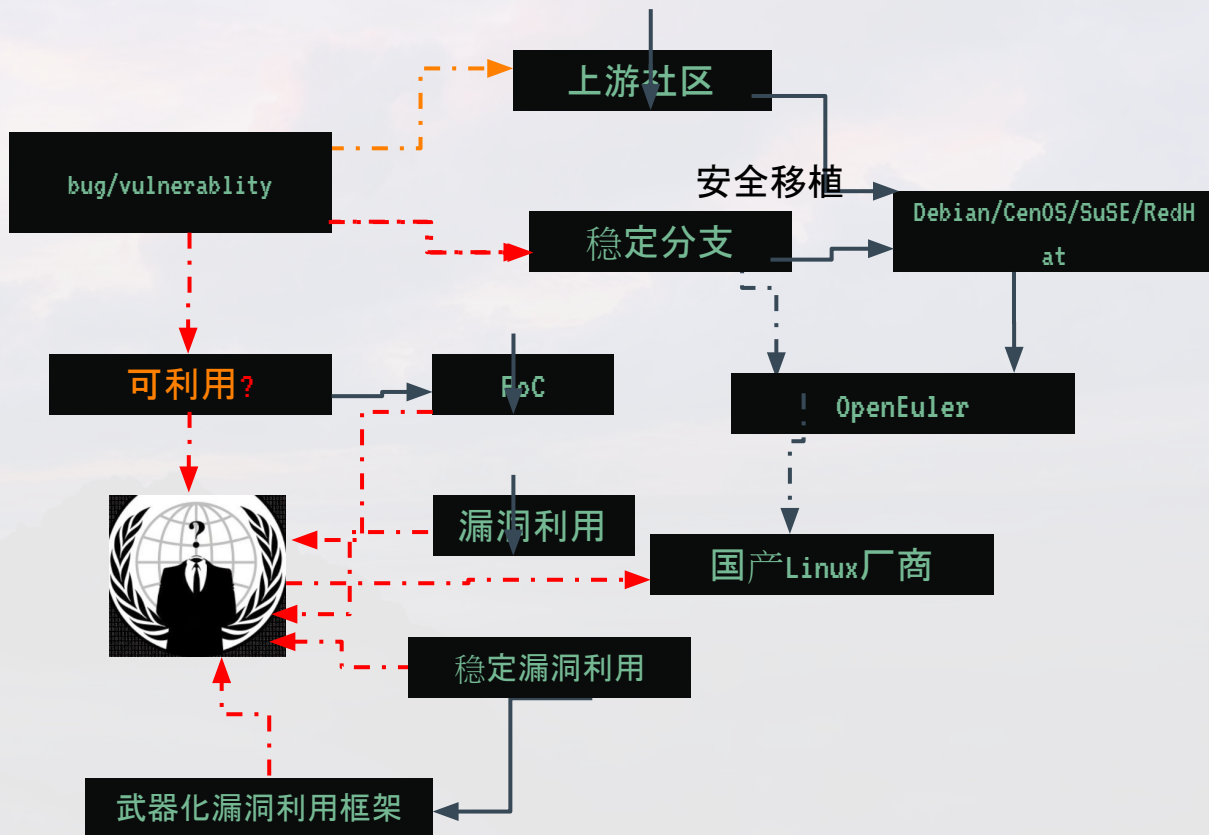 上游社区
bug/vulnerablity
安全移植
Debian/CenOS/SuSE/RedH
at
稳定分支
可利用?
PoC
OpenEuler
?
漏洞利用
国产Linux厂商
稳定漏洞利用
武器化漏洞利用框架